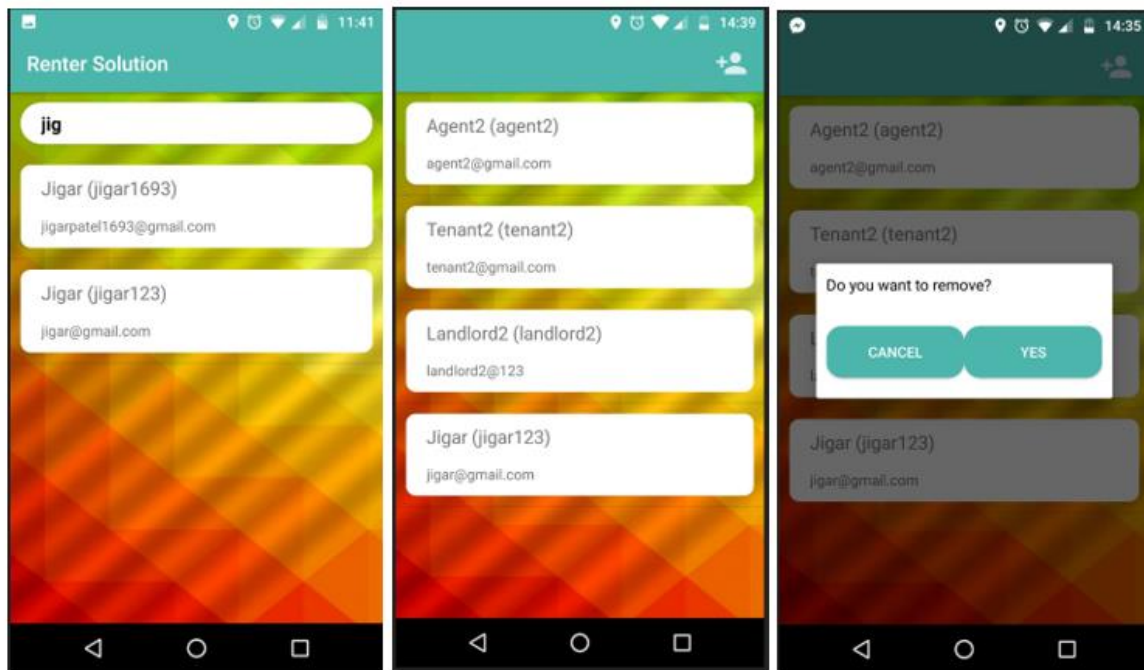 11:41
Renter Solution
jig
Jigar (jigar1693)
jigarpatel1693@gmail.com
Jigar (jigar123)
jigar@gmail.com
14:39
Agent2 (agent2)
agent2@gmail.com
Tenant2 (tenant2)
tenant2@gmail.com
Landlord2 (landlord2)
landlord2@123
Jigar (jigar123)
jigar@gmail.com
14:35
Agent2 (agent2)
agent2@gmail.com
Tenant2 (tenant2)
Do you want to remove?
CANCEL YES
Jigar (jigar123)
jigar@gmail.com